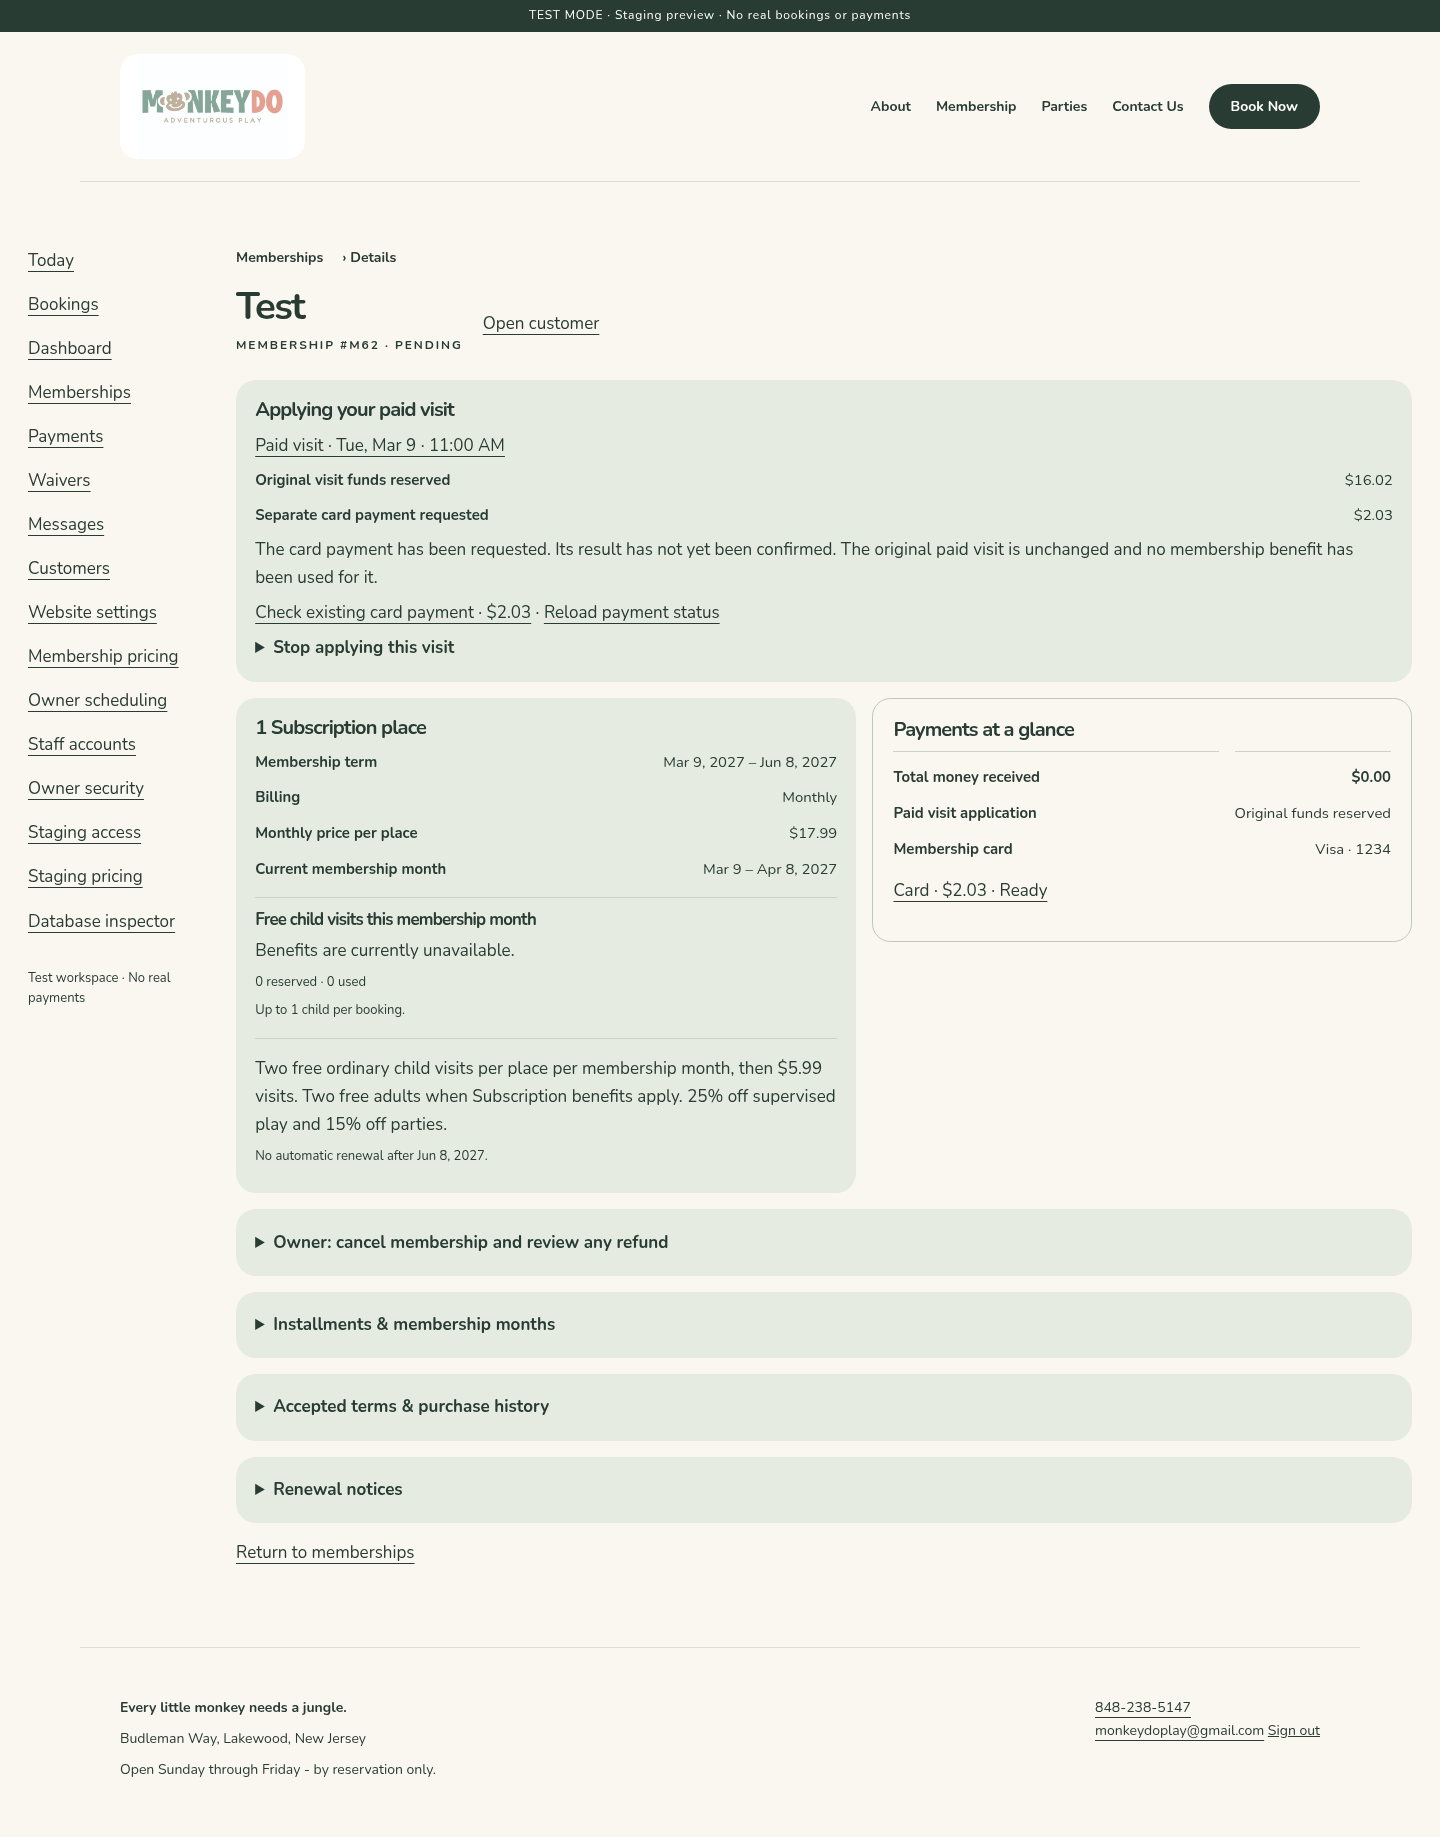 TEST MODE · Staging preview · No real bookings or payments
MONKEYDO
ADVENTUROUS PLAY
About
Membership
Parties
Contact Us
Book Now
Today
Bookings
Dashboard
Memberships
Payments
Waivers
Messages
Customers
Website settings
Membership pricing
Owner scheduling
Staff accounts
Owner security
Staging access
Staging pricing
Database inspector
Test workspace · No real
payments
Memberships › Details
Test
MEMBERSHIP #M62 · PENDING
Open customer
Applying your paid visit
Paid visit · Tue, Mar 9 · 11:00 AM
Original visit funds reserved $16.02
Separate card payment requested $2.03
The card payment has been requested. Its result has not yet been confirmed. The original paid visit is unchanged and no membership benefit has
been used for it.
Check existing card payment · $2.03 · Reload payment status
▶ Stop applying this visit
1 Subscription place
Membership term Mar 9, 2027 – Jun 8, 2027
Billing Monthly
Monthly price per place $17.99
Current membership month Mar 9 – Apr 8, 2027
Free child visits this membership month
Benefits are currently unavailable.
0 reserved · 0 used
Up to 1 child per booking.
Two free ordinary child visits per place per membership month, then $5.99
visits. Two free adults when Subscription benefits apply. 25% off supervised
play and 15% off parties.
No automatic renewal after Jun 8, 2027.
Payments at a glance
Total money received $0.00
Paid visit application Original funds reserved
Membership card Visa · 1234
Card · $2.03 · Ready
▶ Owner: cancel membership and review any refund
▶ Installments & membership months
▶ Accepted terms & purchase history
▶ Renewal notices
Return to memberships
Every little monkey needs a jungle.
Budleman Way, Lakewood, New Jersey
Open Sunday through Friday - by reservation only.
848-238-5147
monkeydoplay@gmail.com Sign out